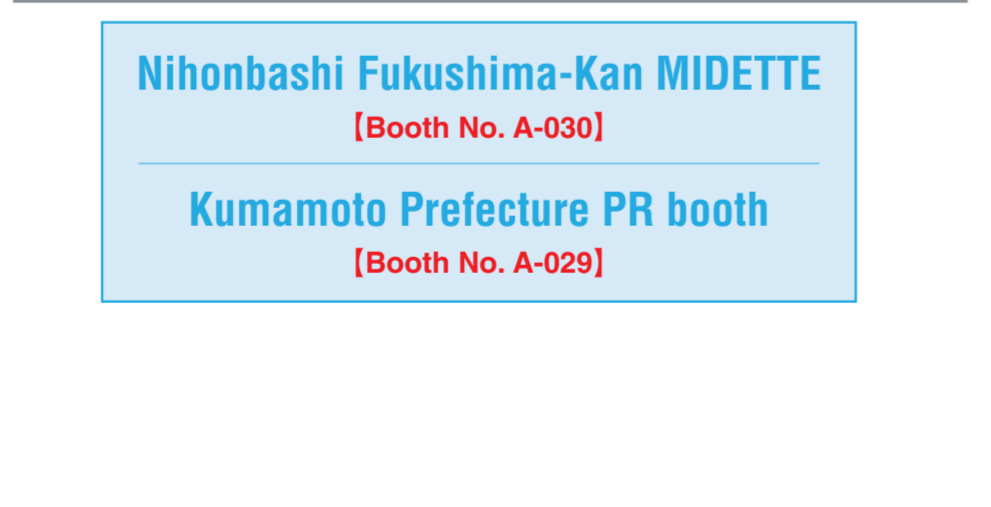 Nihonbashi Fukushima-Kan MIDETTE
【Booth No. A-030】
Kumamoto Prefecture PR booth
【Booth No. A-029】